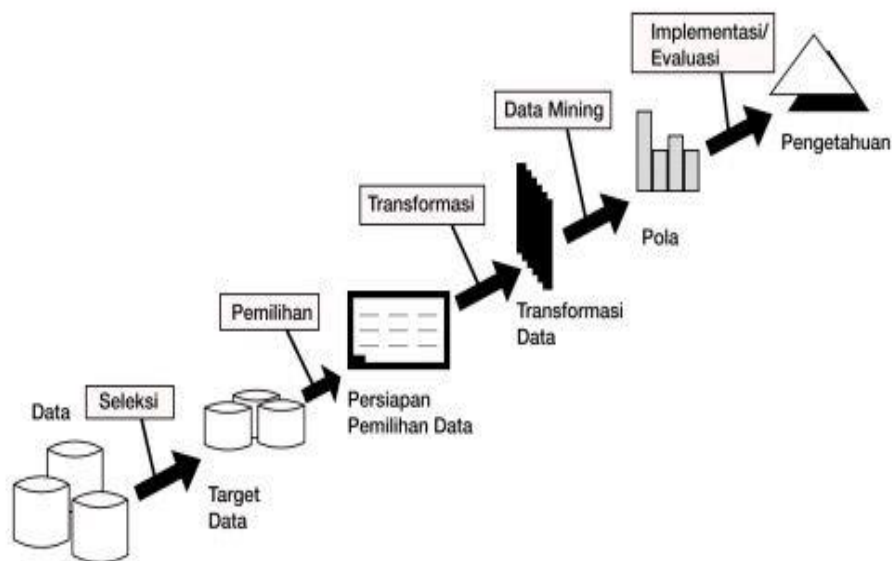 Data
Seleksi
Target
Data
Pemilihan
Persiapan
Pemilihan Data
Transformasi
Transformasi
Data
Data Mining
Pola
Implementasi/
Evaluasi
Pengetahuan